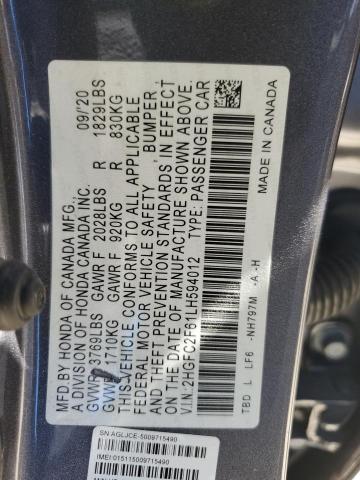 MFD. BY HONDA OF CANADA MFG., 09/20
A DIVISION OF HONDA CANADA INC.
GVWR 3769LBS GAWR F 2028LBS R 1829LBS
GVWR 1710KG GAWR F 920KG R 830KG
THIS VEHICLE CONFORMS TO ALL APPLICABLE
FEDERAL MOTOR VEHICLE SAFETY, BUMPER,
THEFT PREVENTION STANDARDS IN EFFECT
ON THE DATE OF MANUFACTURE SHOWN ABOVE.
VIN:2HGFC2F61LH594012 TYPE:PASSENGER CAR
MADE IN CANADA
TBD L LF6 -NH797M -A-H
SN AGLJCE-5009715490
IMEI 015115009715490